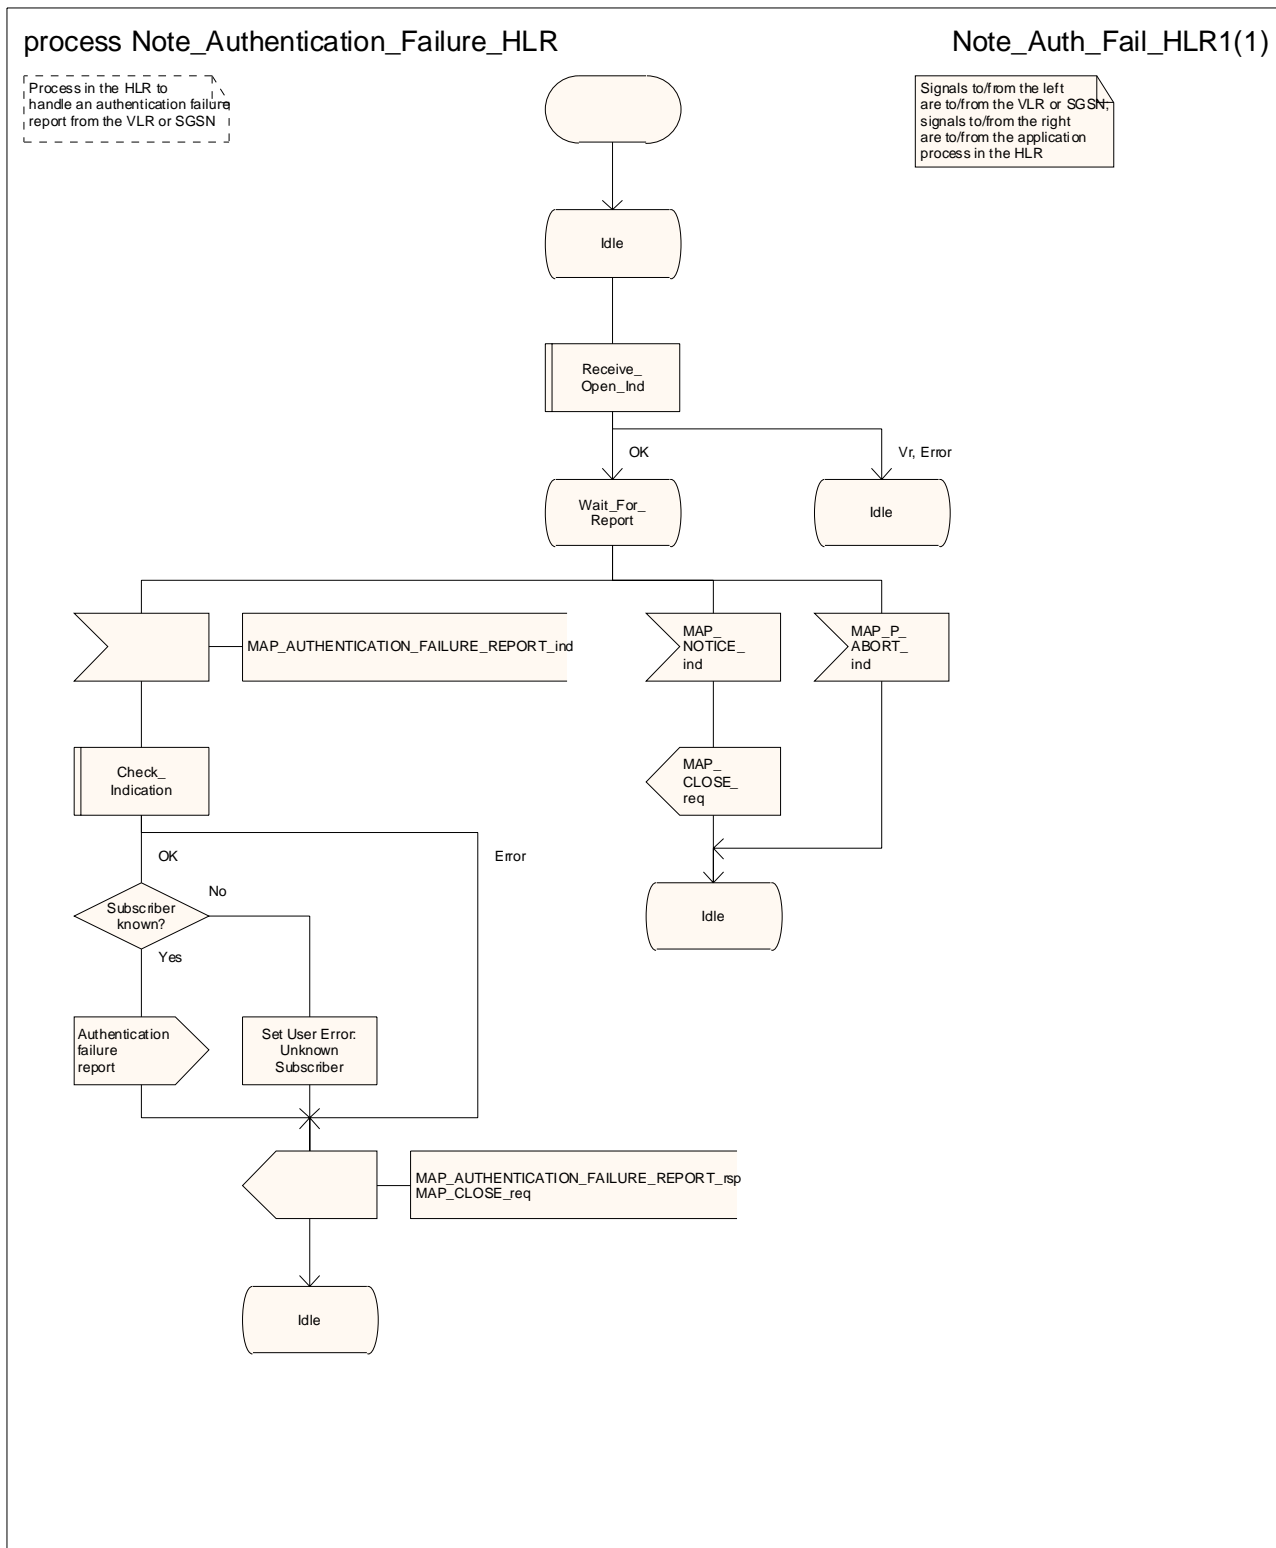 process Note_Authentication_Failure_HLR
Note_Auth_Fail_HLR1(1)
Process in the HLR to
handle an authentication failure
report from the VLR or SGSN
Signals to/from the left
are to/from the VLR or SGSN,
signals to/from the right
are to/from the application
process in the HLR
Idle
Receive_
Open_Ind
OK
Vr, Error
Wait_For_
Report
Idle
MAP_AUTHENTICATION_FAILURE_REPORT_ind
MAP_
NOTICE_
ind
MAP_P_
ABORT_
ind
Check_
Indication
MAP_
CLOSE_
req
OK
Error
No
Subscriber
known?
Idle
Yes
Authentication
failure
report
Set User Error:
Unknown
Subscriber
MAP_AUTHENTICATION_FAILURE_REPORT_rsp
MAP_CLOSE_req
Idle